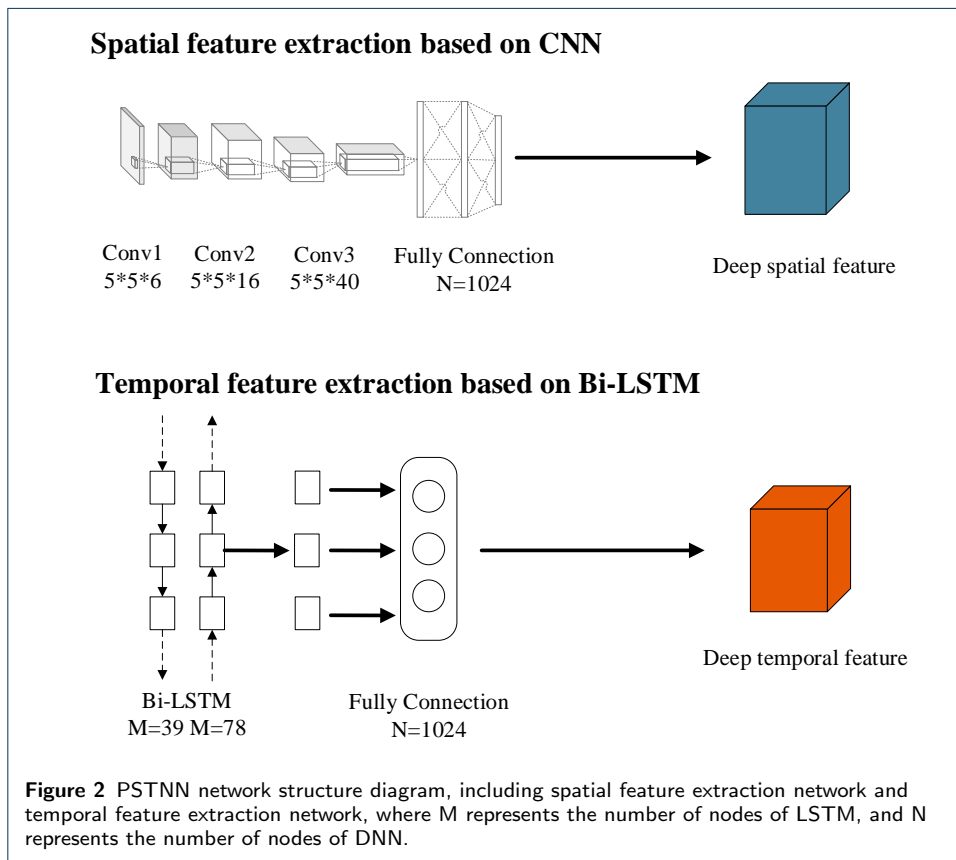 Spatial feature extraction based on CNN
Conv1 Conv2 Conv3 Fully Connection
5*5*6 5*5*16 5*5*40 N=1024
Deep spatial feature
Temporal feature extraction based on Bi-LSTM
Bi-LSTM Fully Connection
M=39 M=78 N=1024
Deep temporal feature
Figure 2 PSTNN network structure diagram, including spatial feature extraction network and
temporal feature extraction network, where M represents the number of nodes of LSTM, and N
represents the number of nodes of DNN.